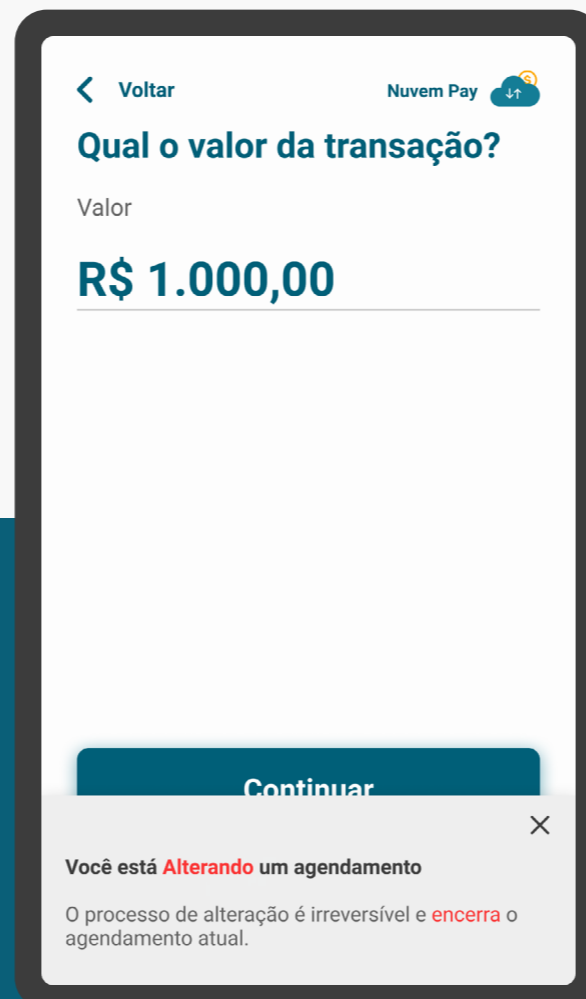 Voltar
Nuvem Pay
$
Qual o valor da transação?
Valor
R$ 1.000,00
Continuar
Você está Alterando um agendamento
O processo de alteração é irreversível e encerra o
agendamento atual.